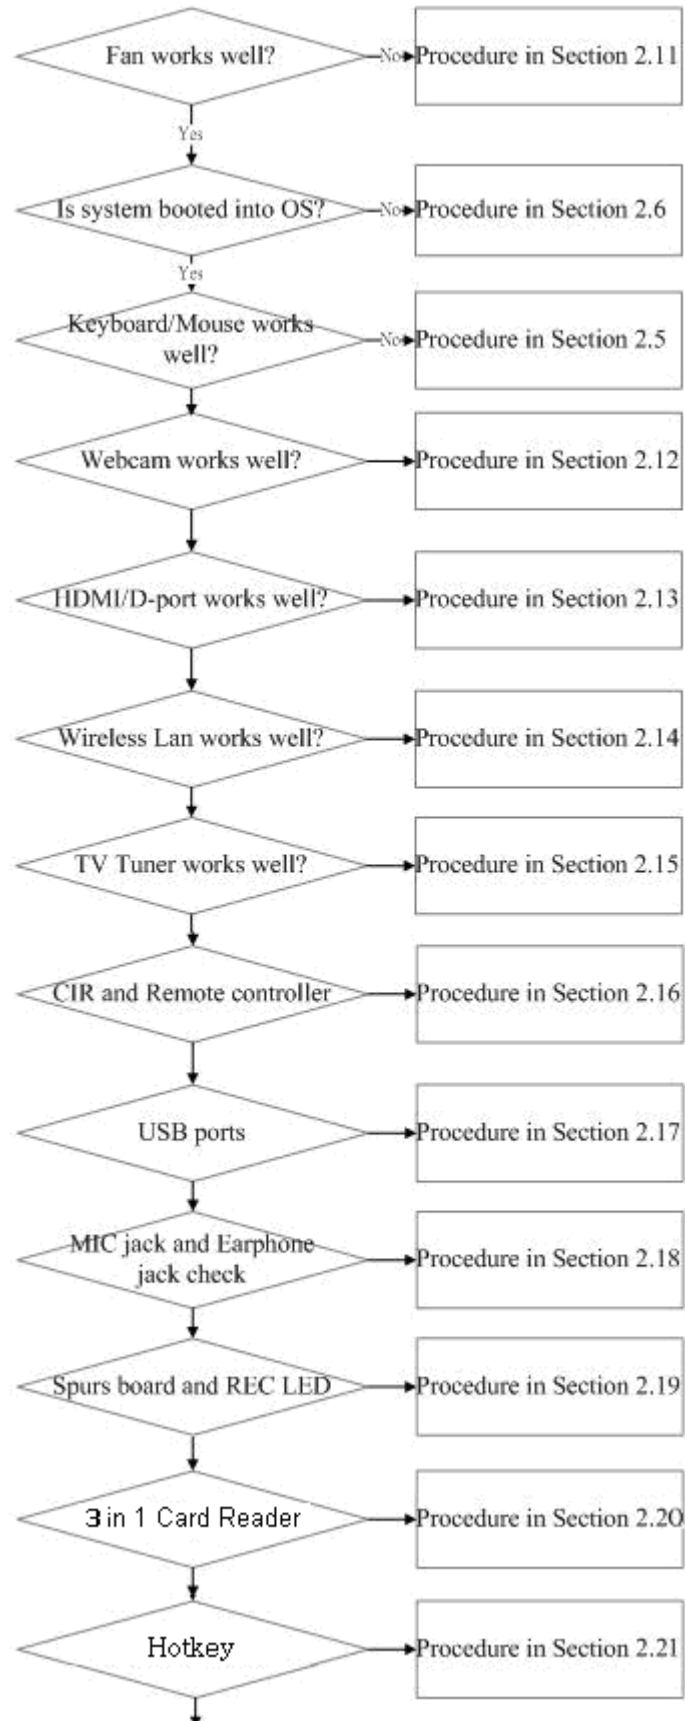 Fan works well?
No
Procedure in Section 2.11
Yes
Is system booted into OS?
No
Procedure in Section 2.6
Yes
Keyboard/Mouse works
well?
No
Procedure in Section 2.5
Webcam works well?
Procedure in Section 2.12
HDMI/D-port works well?
Procedure in Section 2.13
Wireless Lan works well?
Procedure in Section 2.14
TV Tuner works well?
Procedure in Section 2.15
CIR and Remote controller
Procedure in Section 2.16
USB ports
Procedure in Section 2.17
MIC jack and Earphone
jack check
Procedure in Section 2.18
Spurs board and REC LED
Procedure in Section 2.19
3 in 1 Card Reader
Procedure in Section 2.20
Hotkey
Procedure in Section 2.21